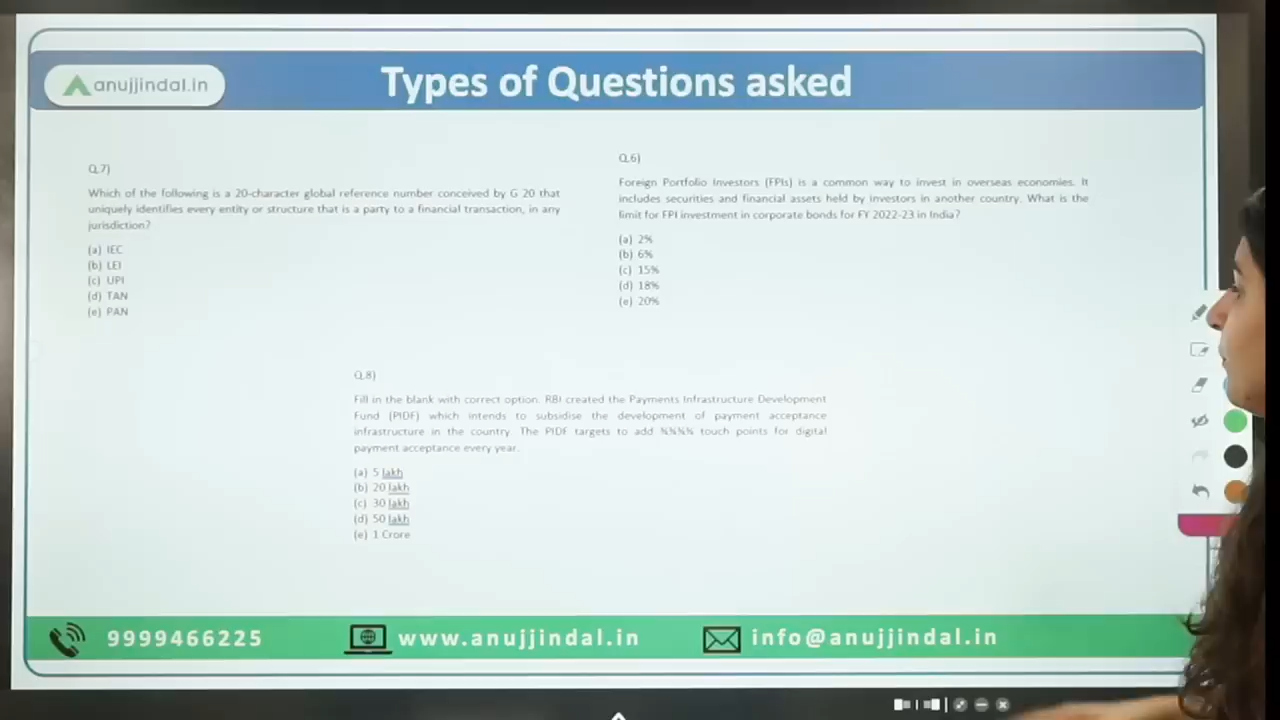 anujjindal.in
Types of Questions asked
Q.7)
Which of the following is a 20-character global reference number conceived by G 20 that
uniquely identifies every entity or structure that is a party to a financial transaction, in any
jurisdiction?
(a) IEC
(b) LEI
(c) UPI
(d) TAN
(e) PAN
Q.6)
Foreign Portfolio Investors (FPIs) is a common way to invest in overseas economies. It
includes securities and financial assets held by investors in another country. What is the
limit for FPI investment in corporate bonds for FY 2022-23 in India?
(a) 2%
(b) 6%
(c) 15%
(d) 18%
(e) 20%
Q.8)
Fill in the blank with correct option. RBI created the Payments Infrastructure Development
Fund (PIDF) which intends to subsidise the development of payment acceptance
infrastructure in the country. The PIDF targets to add touch points for digital
payment acceptance every year.
(a) 5 lakh
(b) 20 lakh
(c) 30 lakh
(d) 50 lakh
(e) 1 Crore
9999466225
www.anujjindal.in
info@anujjindal.in